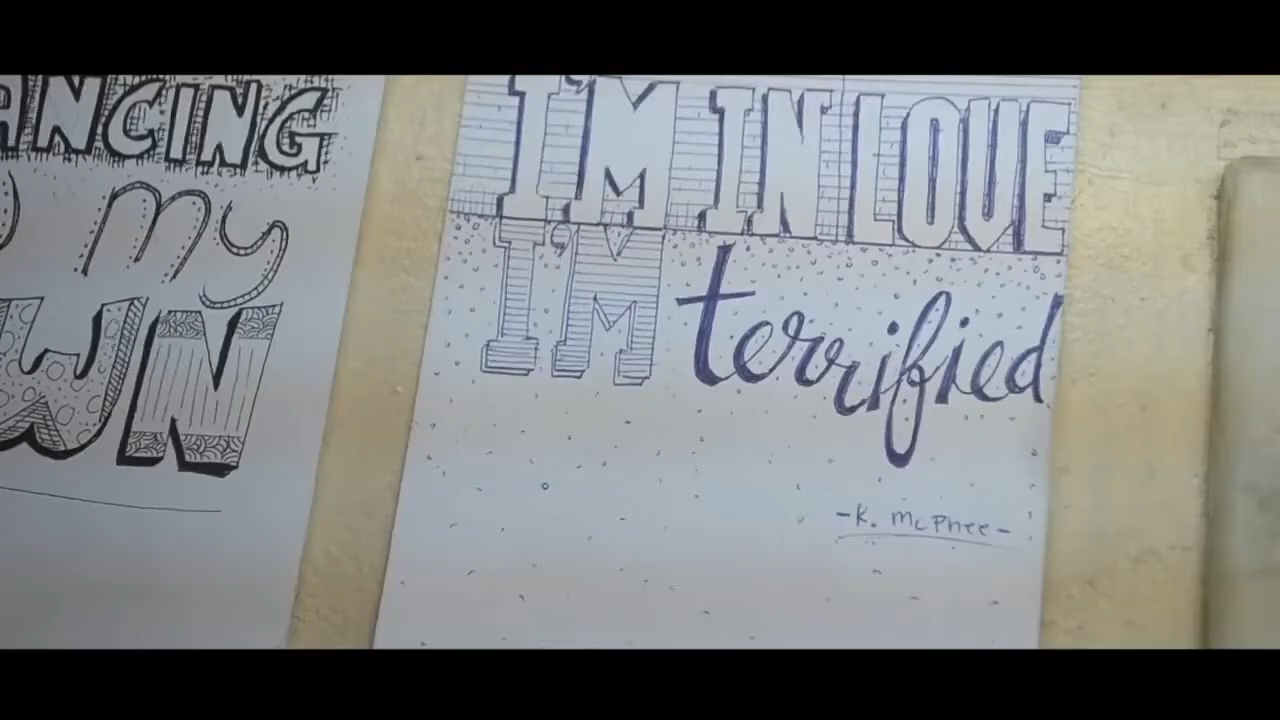 ANCING
my
WN
I'M IN LOVE
I'M terrified
-K. McPhee-